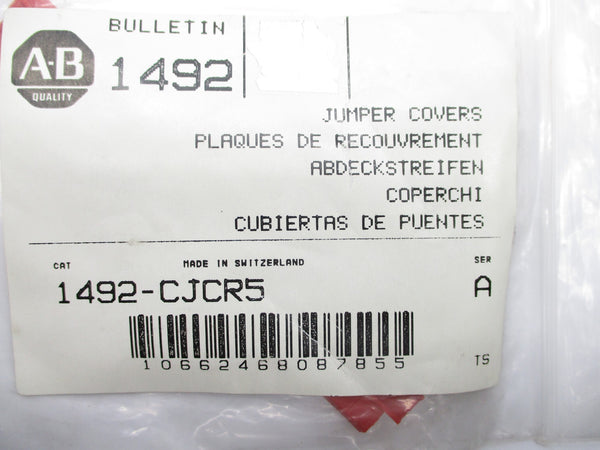 A-B
QUALITY
BULLETIN
1492
JUMPER COVERS
PLAQUES DE RECOUVREMENT
ABDECKSTREIFEN
COPERCHI
CUBIERTAS DE PUENTES
CAT
MADE IN SWITZERLAND
SER
1492-CJCR5
A
10662468087855
TS